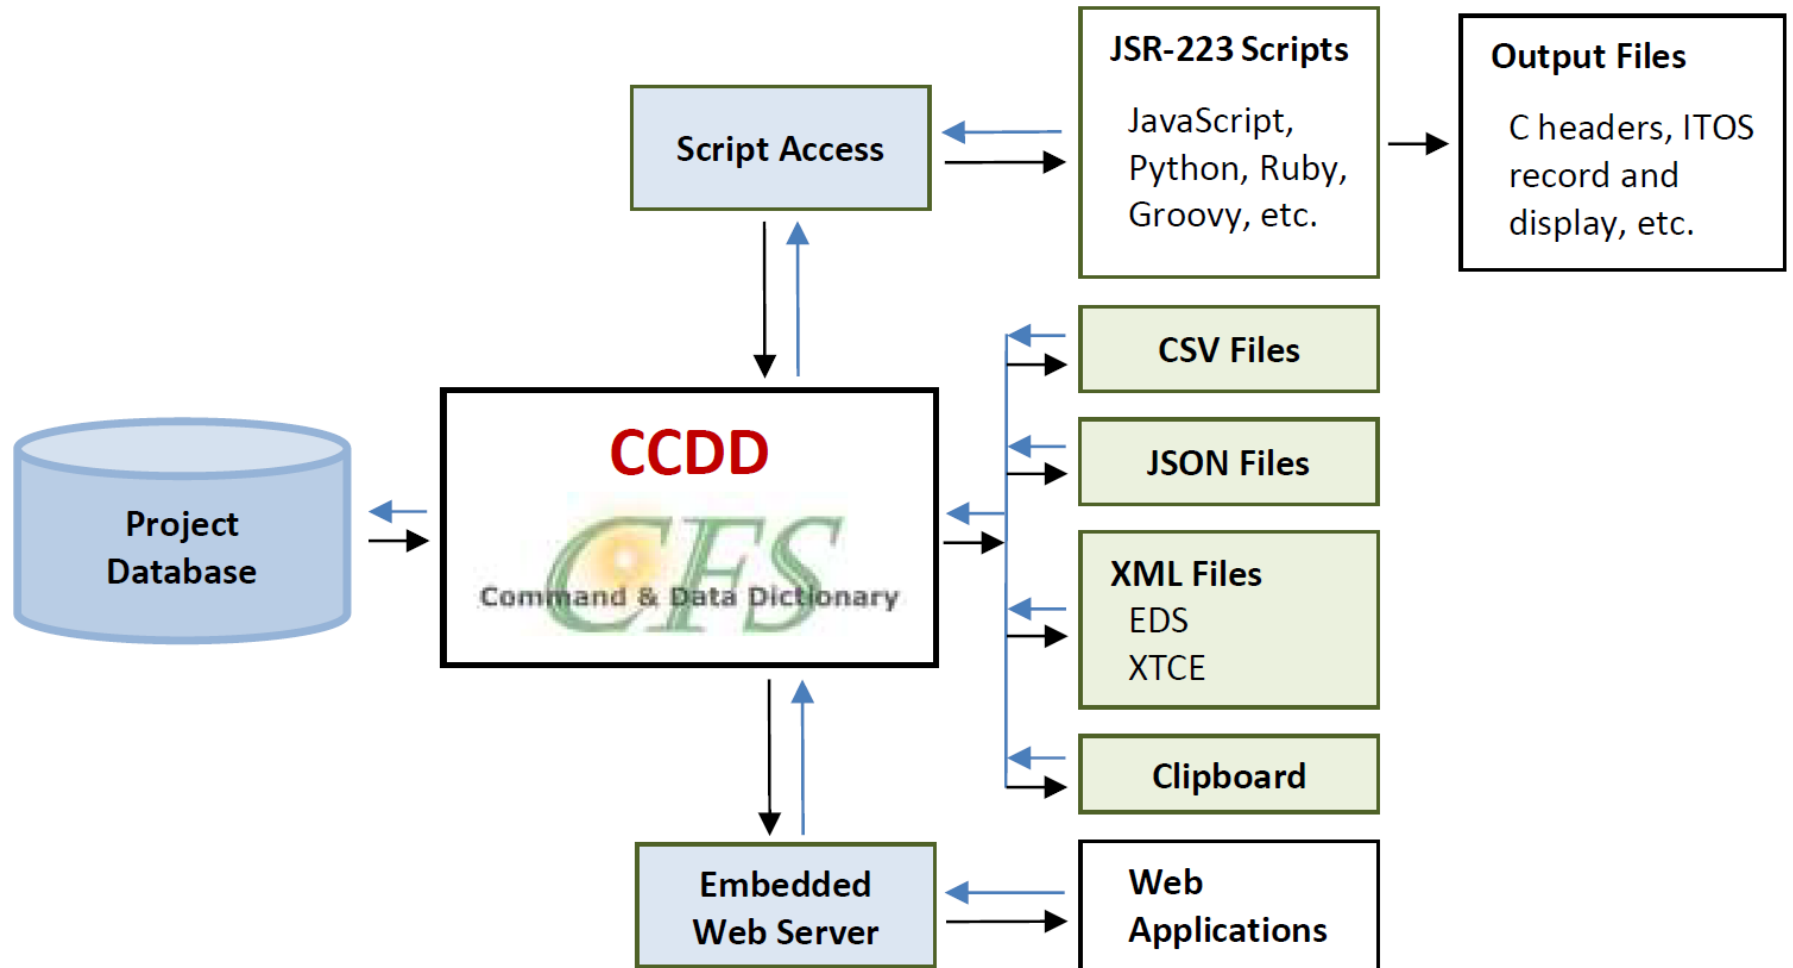 JSR-223 Scripts
JavaScript,
Python, Ruby,
Groovy, etc.
Output Files
C headers, ITOS
record and
display, etc.
Script Access
CSV Files
JSON Files
XML Files
EDS
XTCE
Clipboard
CCDD
CFS
Command & Data Dictionary
Project
Database
Embedded
Web Server
Web
Applications